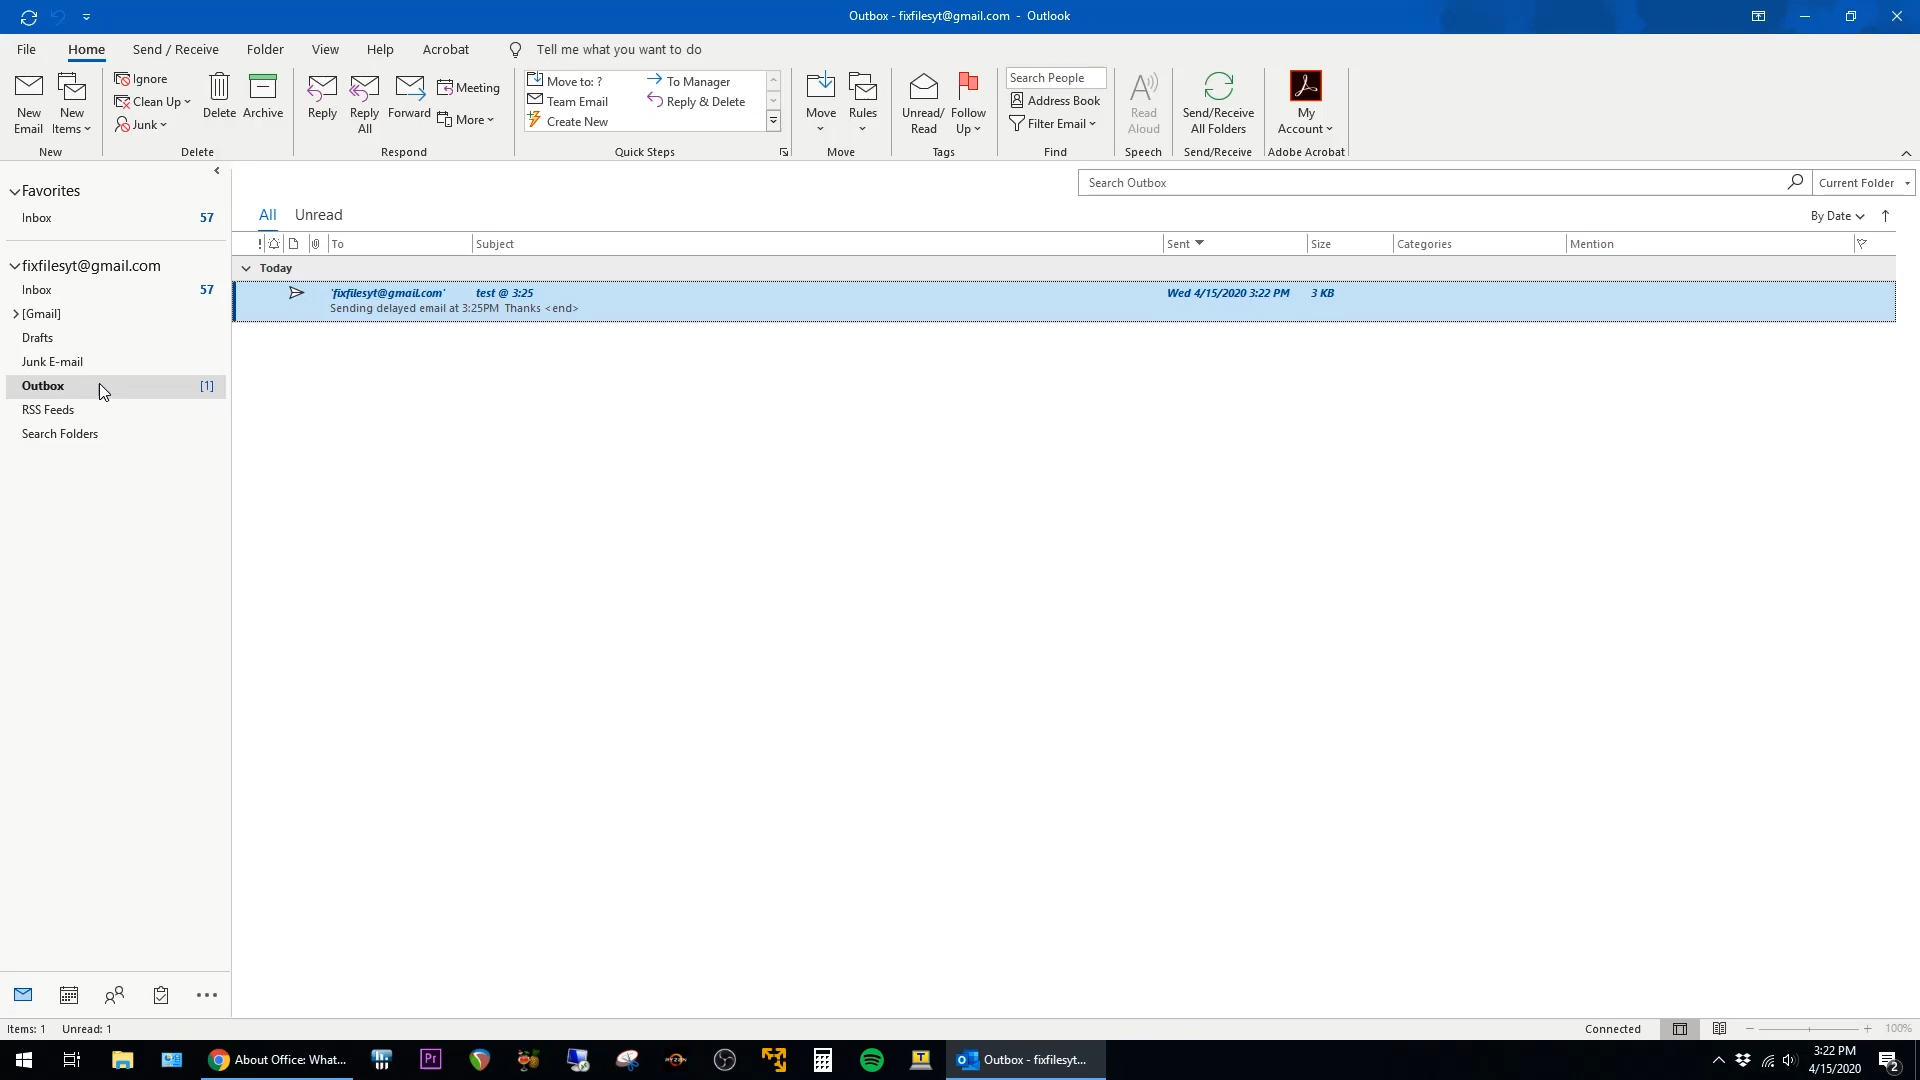 Outbox - fixfilesyt@gmail.com - Outlook
File Home Send / Receive Folder View Help Acrobat Tell me what you want to do
New Email
New Items
New
Ignore
Clean Up
Junk
Delete
Archive
Delete
Reply
Reply All
Forward
Meeting
More
Respond
Move to: ?
Team Email
Create New
To Manager
Reply & Delete
Quick Steps
Move
Rules
Move
Unread/ Read
Follow Up
Tags
Search People
Address Book
Filter Email
Find
Read Aloud
Speech
Send/Receive All Folders
Send/Receive
My Account
Adobe Acrobat
Favorites
Inbox 57
fixfilesyt@gmail.com
Inbox 57
[Gmail]
Drafts
Junk E-mail
Outbox [1]
RSS Feeds
Search Folders
Search Outbox Current Folder
All Unread By Date
! To Subject Sent Size Categories Mention
Today
'fixfilesyt@gmail.com' test @ 3:25 Wed 4/15/2020 3:22 PM 3 KB
Sending delayed email at 3:25PM Thanks <end>
Items: 1 Unread: 1 Connected 100%
About Office: What...
Pr
RYZEN
T
Outbox - fixfilesyt...
3:22 PM
4/15/2020
2